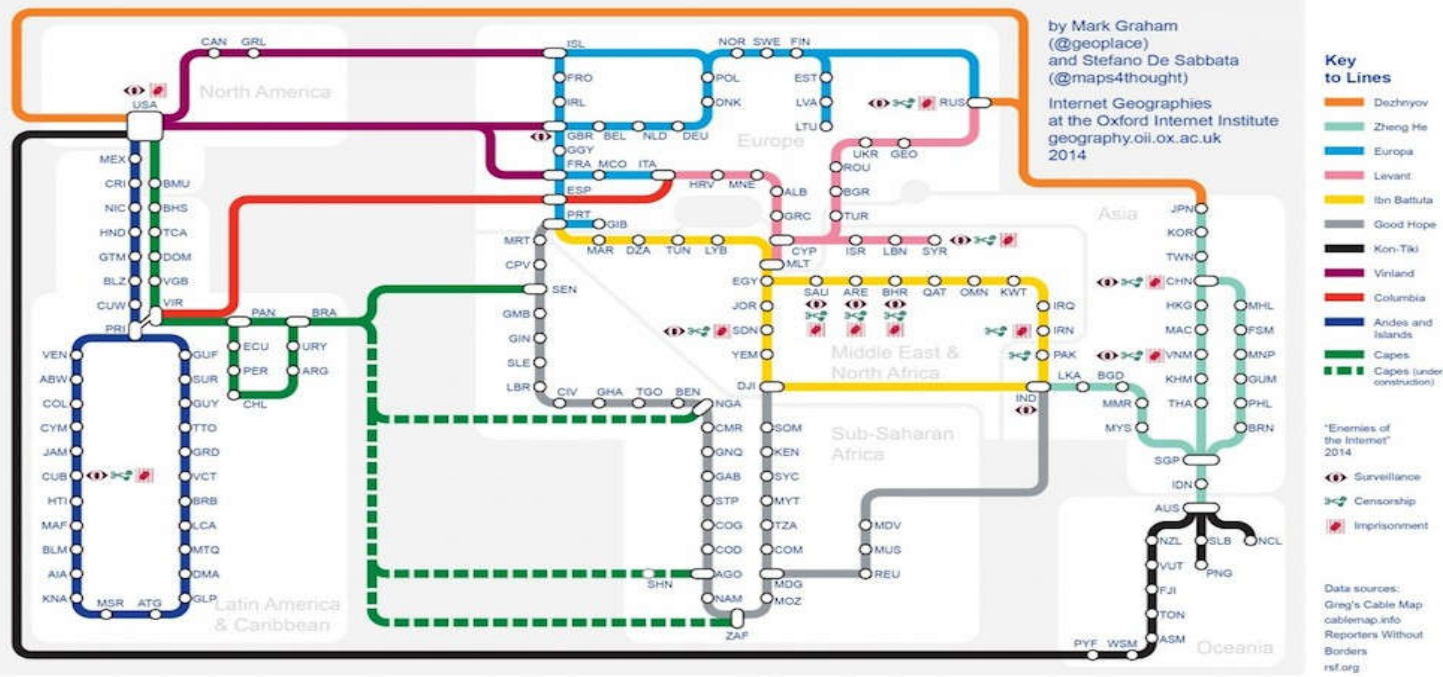 by Mark Graham
(@geoplace)
and Stefano De Sabbata
(@maps4thought)
Internet Geographies
at the Oxford Internet Institute
geography.oii.ox.ac.uk
2014
Key
to Lines
Dezhnyov
Zheng He
Europa
Levant
Ibn Battuta
Good Hope
Kon-Tiki
Vinland
Columbia
Andes and
Islands
Capes
Capes (under
construction)
"Enemies of
the Internet"
2014
Surveillance
Censorship
Imprisonment
Data sources:
Greg's Cable Map
cablemap.info
Reporters Without
Borders
rsf.org
North America
CAN GRL
USA
MEX
CRI
NIC
HND
GTM
BLZ
CUW
PRI
BMU
BHS
TCA
DOM
VGB
VIR
Latin America
& Caribbean
VEN
ABW
COL
CYM
JAM
CUB
HTI
MAF
BLM
AIA
KNA
MSR ATG
GUF
SUR
GUY
TTO
GRD
VCT
BRB
LCA
MTQ
DMA
GLP
PAN BRA
ECU
PER
CHL
URY
ARG
Europe
ISL
FRO
IRL
GBR BEL NLD DEU
GGY
FRA MCO ITA
ESP
PRT
GIB
NOR SWE FIN
POL
DNK
EST
LVA
LTU
RUS
UKR GEO
ROU
BGR
TUR
HRV MNE
ALB
GRC
CYP ISR LBN SYR
MLT
MAR DZA TUN LYB
Middle East &
North Africa
EGY
JOR
SDN
YEM
DJI
SAU ARE BHR QAT OMN KWT
IRQ
IRN
PAK
IND
Sub-Saharan
Africa
MRT
CPV
SEN
GMB
GIN
SLE
LBR
CIV GHA TGO BEN
NGA
CMR
GNQ
GAB
STP
COG
COD
AGO
SHN
NAM
ZAF
SOM
KEN
SYC
MYT
TZA
COM
MDG
MOZ
MDV
MUS
REU
Asia
JPN
KOR
TWN
CHN
HKG
MAC
VNM
KHM
THA
SGP
IDN
MHL
FSM
MNP
GUM
PHL
BRN
LKA BGD
MMR
MYS
Oceania
AUS
NZL
SLB
NCL
PNG
VUT
FJI
TON
ASM
PYF WSM